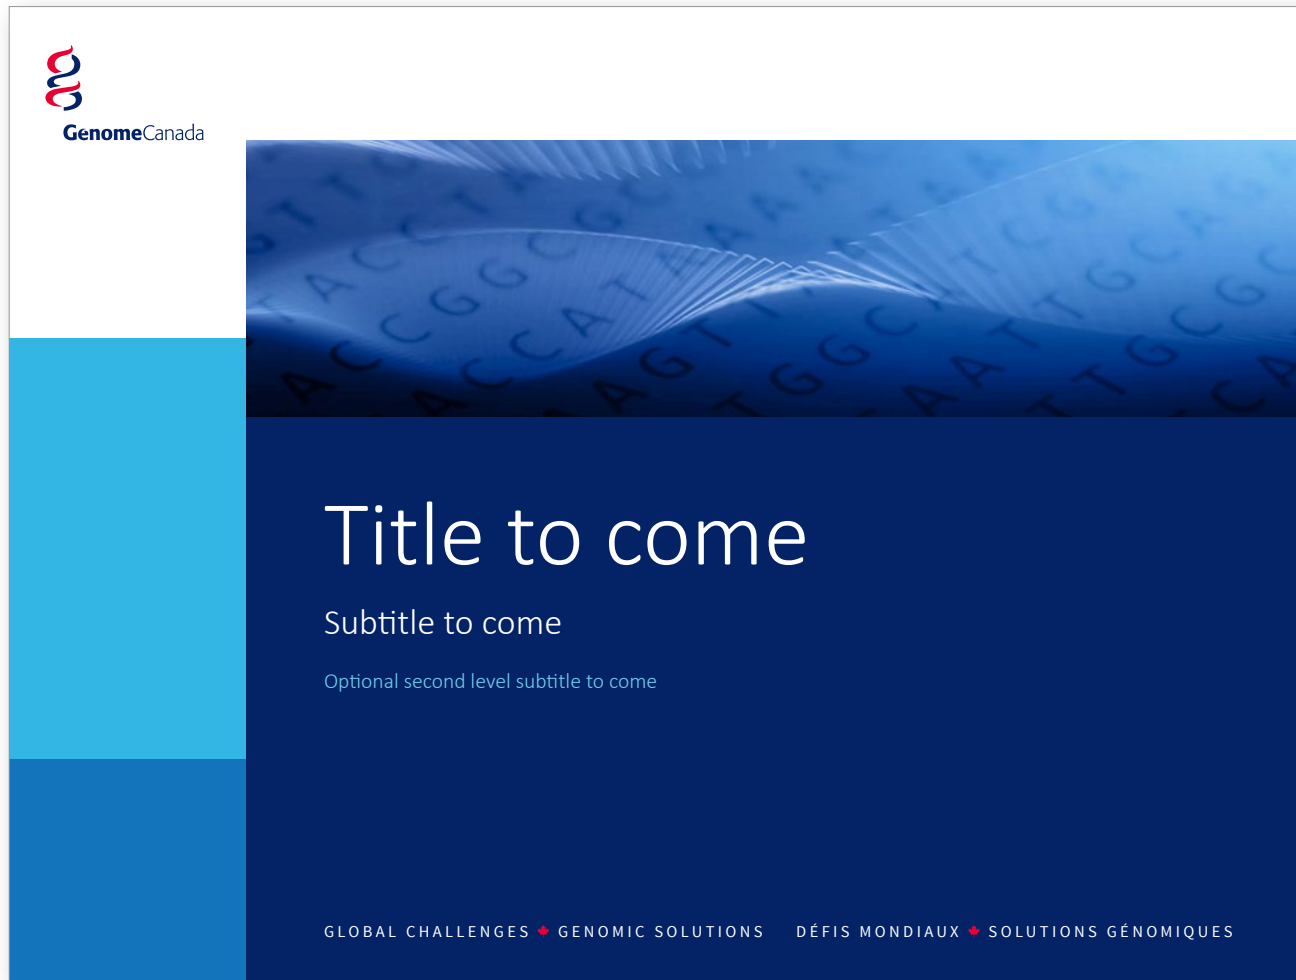 GenomeCanada
Title to come
Subtitle to come
Optional second level subtitle to come
GLOBAL CHALLENGES GENOMIC SOLUTIONS DÉFIS MONDIAUX SOLUTIONS GÉNOMIQUES